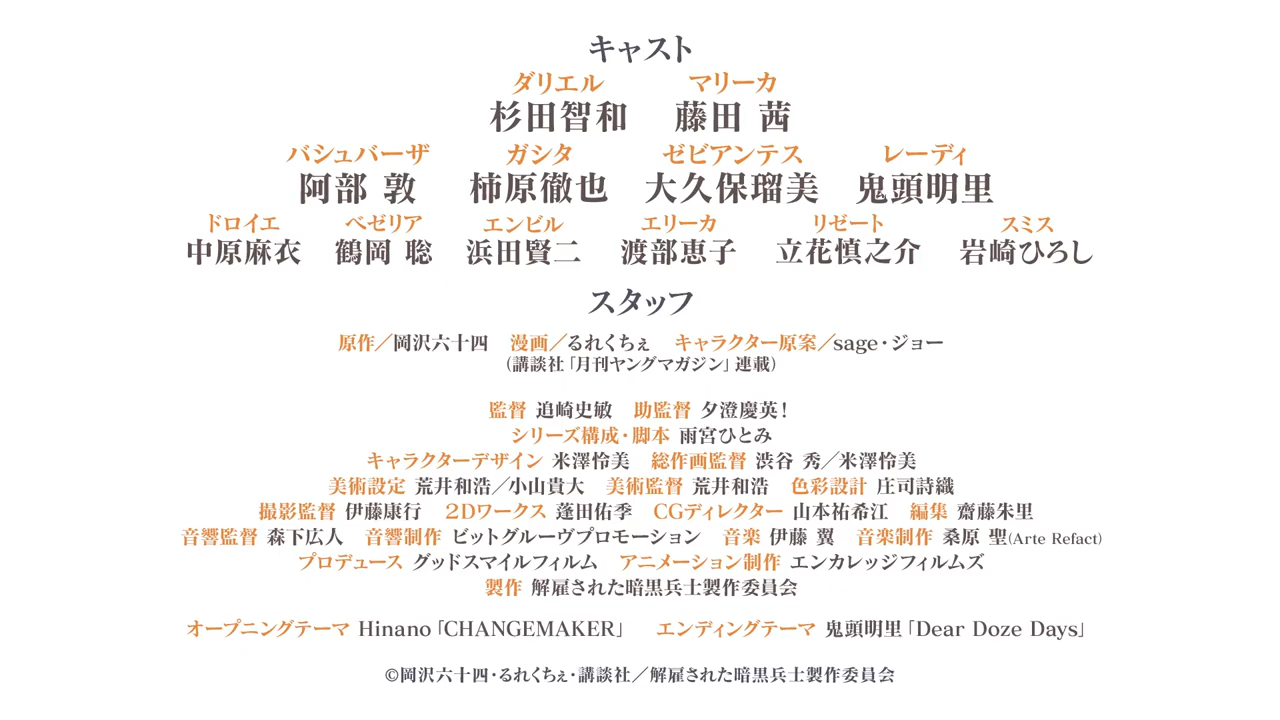 キャスト
ダリエル マリーカ
杉田智和 藤田 茜
バシュバーザ ガシタ ゼビアンテス レーディ
阿部 敦 柿原徹也 大久保瑠美 鬼頭明里
ドロイエ ベゼリア エンビル エリーカ リゼート スミス
中原麻衣 鶴岡 聡 浜田賢二 渡部恵子 立花慎之介 岩崎ひろし
スタッフ
原作／岡沢六十四 漫画／るれくちぇ キャラクター原案／sage・ジョー
(講談社「月刊ヤングマガジン」連載)
監督 追崎史敏 助監督 夕澄慶英！
シリーズ構成・脚本 雨宮ひとみ
キャラクターデザイン 米澤怜美 総作画監督 渋谷 秀／米澤怜美
美術設定 荒井和浩／小山貴大 美術監督 荒井和浩 色彩設計 庄司詩織
撮影監督 伊藤康行 2Dワークス 蓬田佑季 CGディレクター 山本祐希江 編集 齋藤朱里
音響監督 森下広人 音響制作 ビットグルーヴプロモーション 音楽 伊藤 翼 音楽制作 桑原 聖(Arte Refact)
プロデュース グッドスマイルフィルム アニメーション制作 エンカレッジフィルムズ
製作 解雇された暗黒兵士製作委員会
オープニングテーマ Hinano「CHANGEMAKER」 エンディングテーマ 鬼頭明里「Dear Doze Days」
©岡沢六十四・るれくちぇ・講談社／解雇された暗黒兵士製作委員会